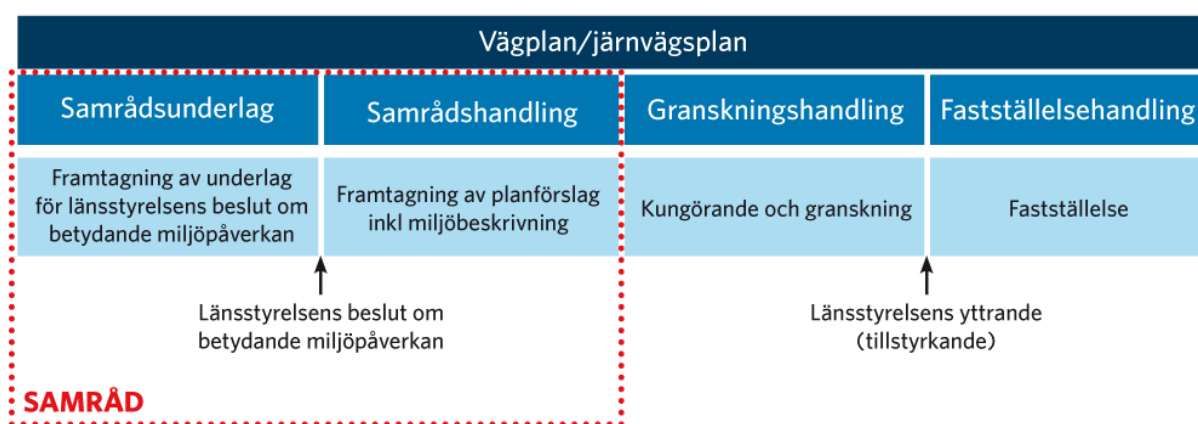 Vägplan/järnvägsplan
Samrådsunderlag
Samrådshandling
Granskningshandling
Fastställelsehandling
Framtagning av underlag
för länsstyrelsens beslut om
betydande miljöpåverkan
Framtagning av planförslag
inkl miljöbeskrivning
Kungörande och granskning
Fastställelse
Länsstyrelsens beslut om
betydande miljöpåverkan
Länsstyrelsens yttrande
(tillstyrkande)
SAMRÅD